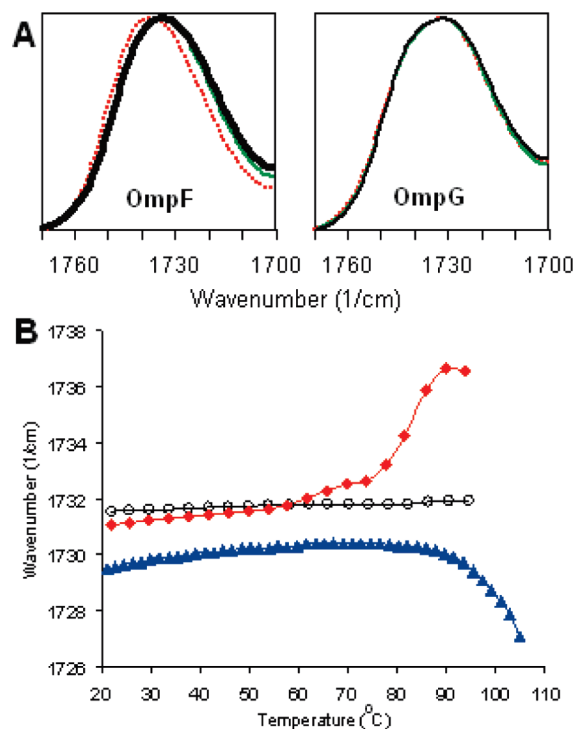 A
OmpF
OmpG
1760 1730 1700 1760 1730 1700
Wavenumber (1/cm)
B
1738
1736
1734
1732
1730
1728
1726
Wavenumber (1/cm)
20 30 40 50 60 70 80 90 100 110
Temperature (°C)